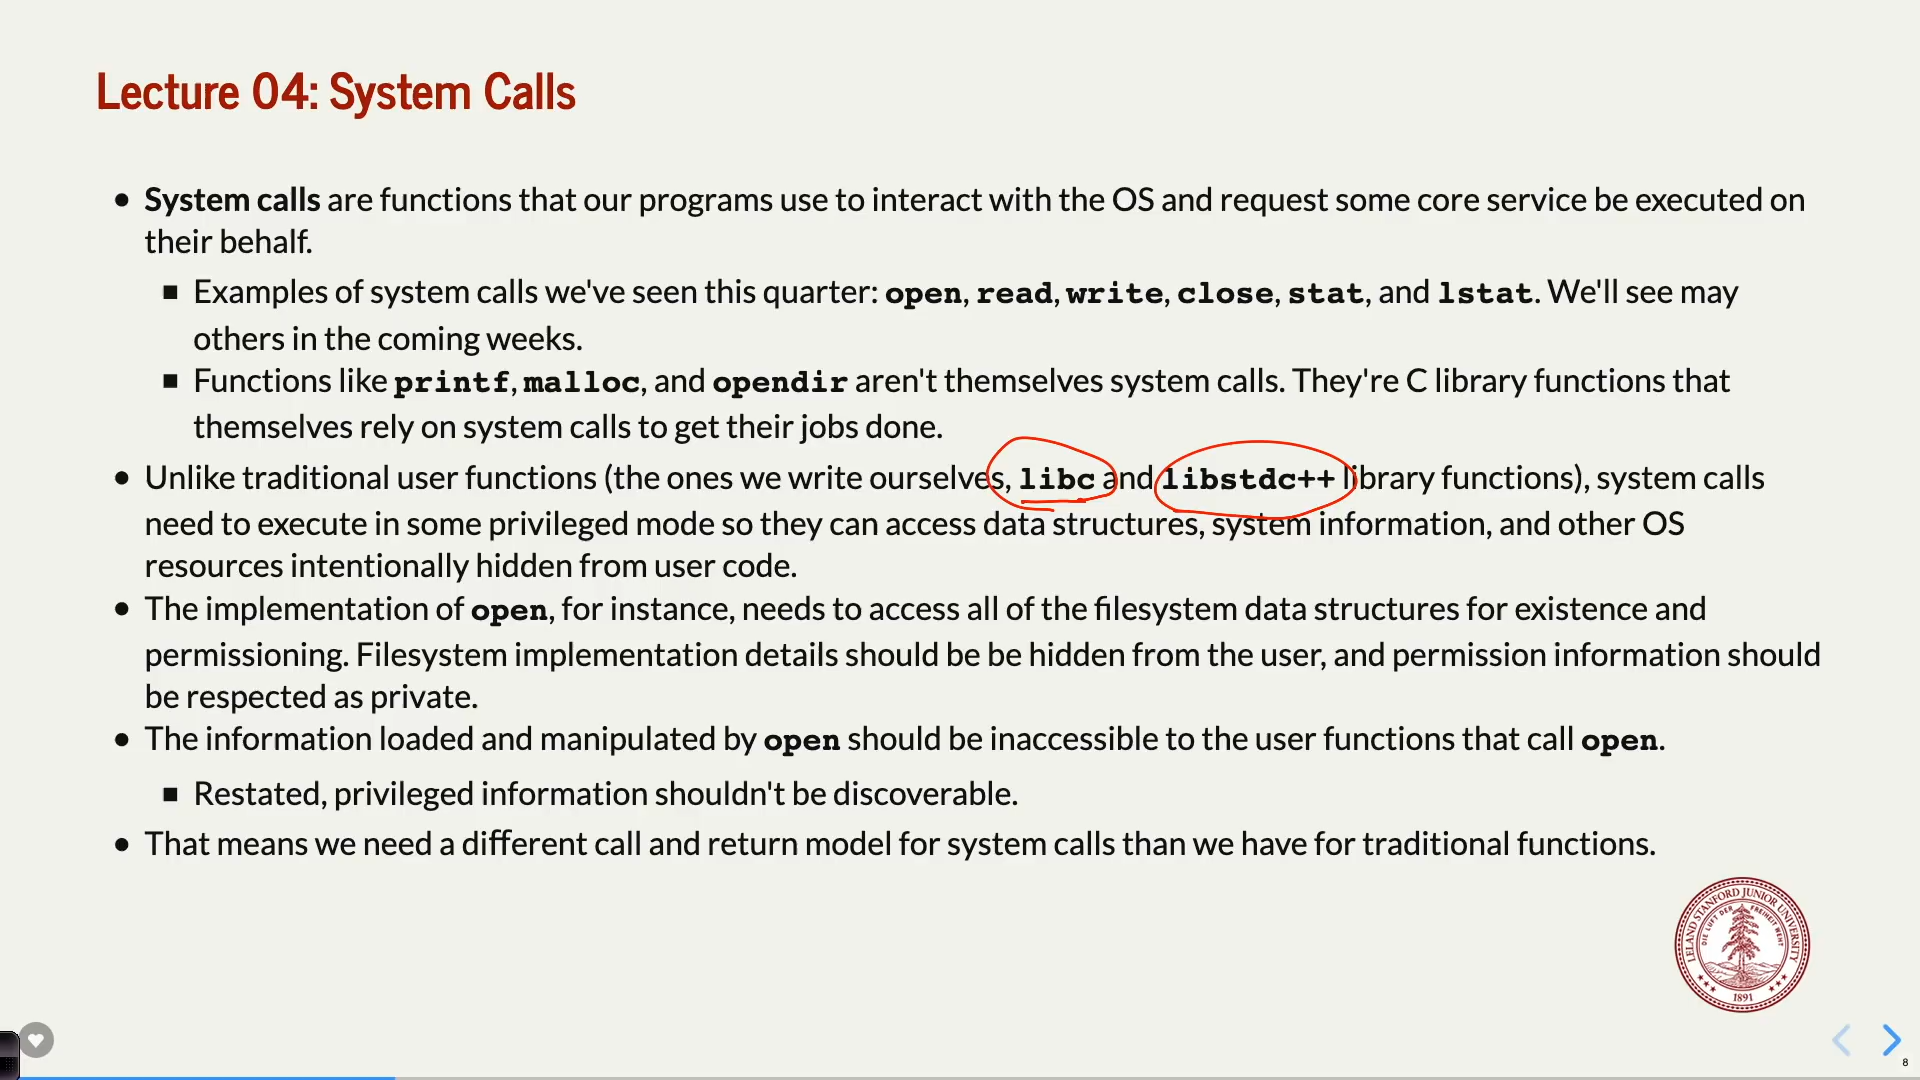 Lecture 04: System Calls
• System calls are functions that our programs use to interact with the OS and request some core service be executed on
their behalf.
▪ Examples of system calls we've seen this quarter: open, read, write, close, stat, and lstat. We'll see may
others in the coming weeks.
▪ Functions like printf, malloc, and opendir aren't themselves system calls. They're C library functions that
themselves rely on system calls to get their jobs done.
• Unlike traditional user functions (the ones we write ourselves, libc and libstdc++ library functions), system calls
need to execute in some privileged mode so they can access data structures, system information, and other OS
resources intentionally hidden from user code.
• The implementation of open, for instance, needs to access all of the filesystem data structures for existence and
permissioning. Filesystem implementation details should be be hidden from the user, and permission information should
be respected as private.
• The information loaded and manipulated by open should be inaccessible to the user functions that call open.
▪ Restated, privileged information shouldn't be discoverable.
• That means we need a different call and return model for system calls than we have for traditional functions.
LELAND STANFORD JUNIOR UNIVERSITY
DIE LUFT DER FREIHEIT WEHT
1891
8